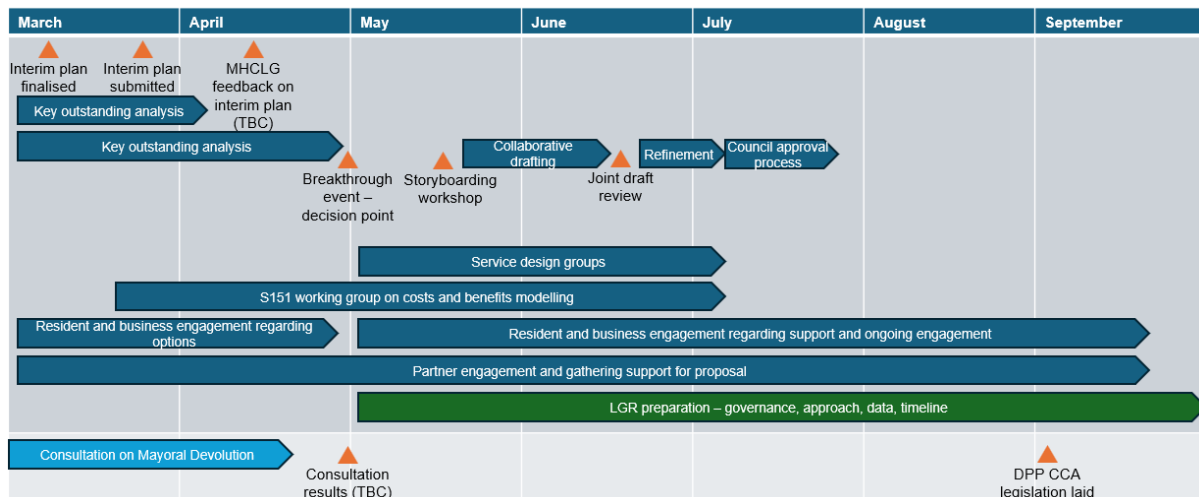 March April May June July August September
Interim plan
finalised
Interim plan
submitted
MHCLG
feedback on
interim plan
(TBC)
Key outstanding analysis
Key outstanding analysis
Breakthrough
event –
decision point
Storyboarding
workshop
Collaborative
drafting
Joint draft
review
Refinement
Council approval
process
Service design groups
S151 working group on costs and benefits modelling
Resident and business engagement regarding
options
Resident and business engagement regarding support and ongoing engagement
Partner engagement and gathering support for proposal
LGR preparation – governance, approach, data, timeline
Consultation on Mayoral Devolution
Consultation
results (TBC)
DPP CCA
legislation laid